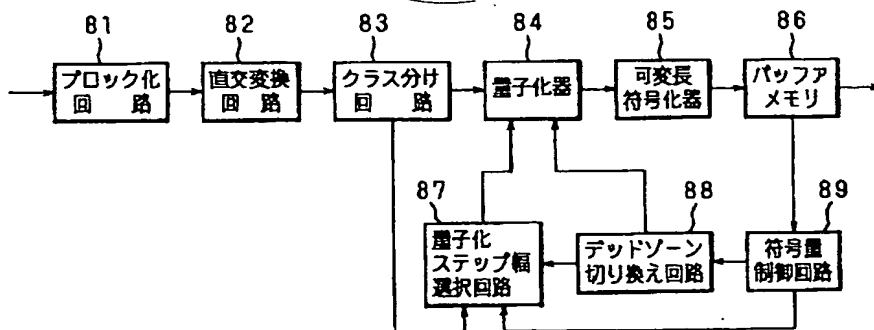 81
ブロック化
回 路
82
直交変換
回 路
83
クラス分け
回 路
84
量子化器
85
可変長
符号化器
86
バッファ
メモリ
87
量子化
ステップ幅
選択回路
88
デッドゾーン
切り換え回路
89
符号量
制御回路